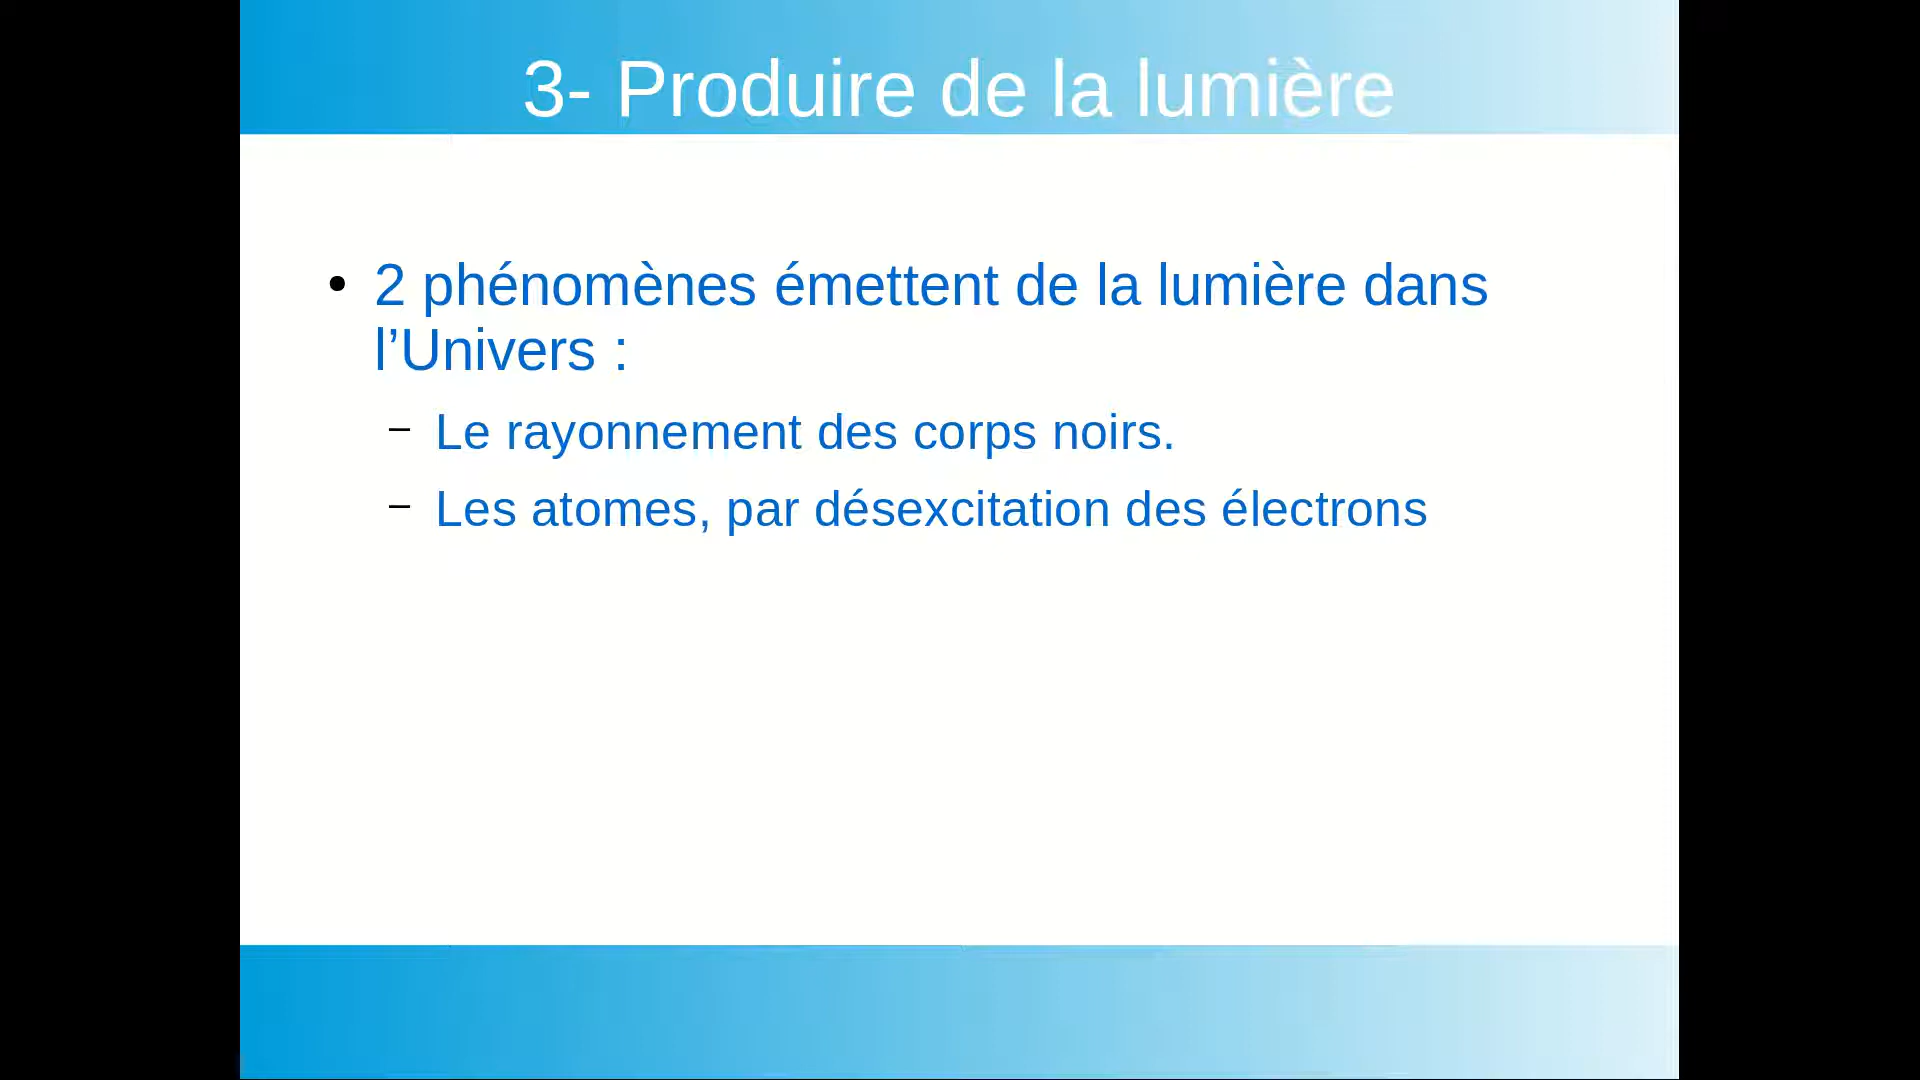 3- Produire de la lumière
• 2 phénomènes émettent de la lumière dans
l’Univers :
– Le rayonnement des corps noirs.
– Les atomes, par désexcitation des électrons